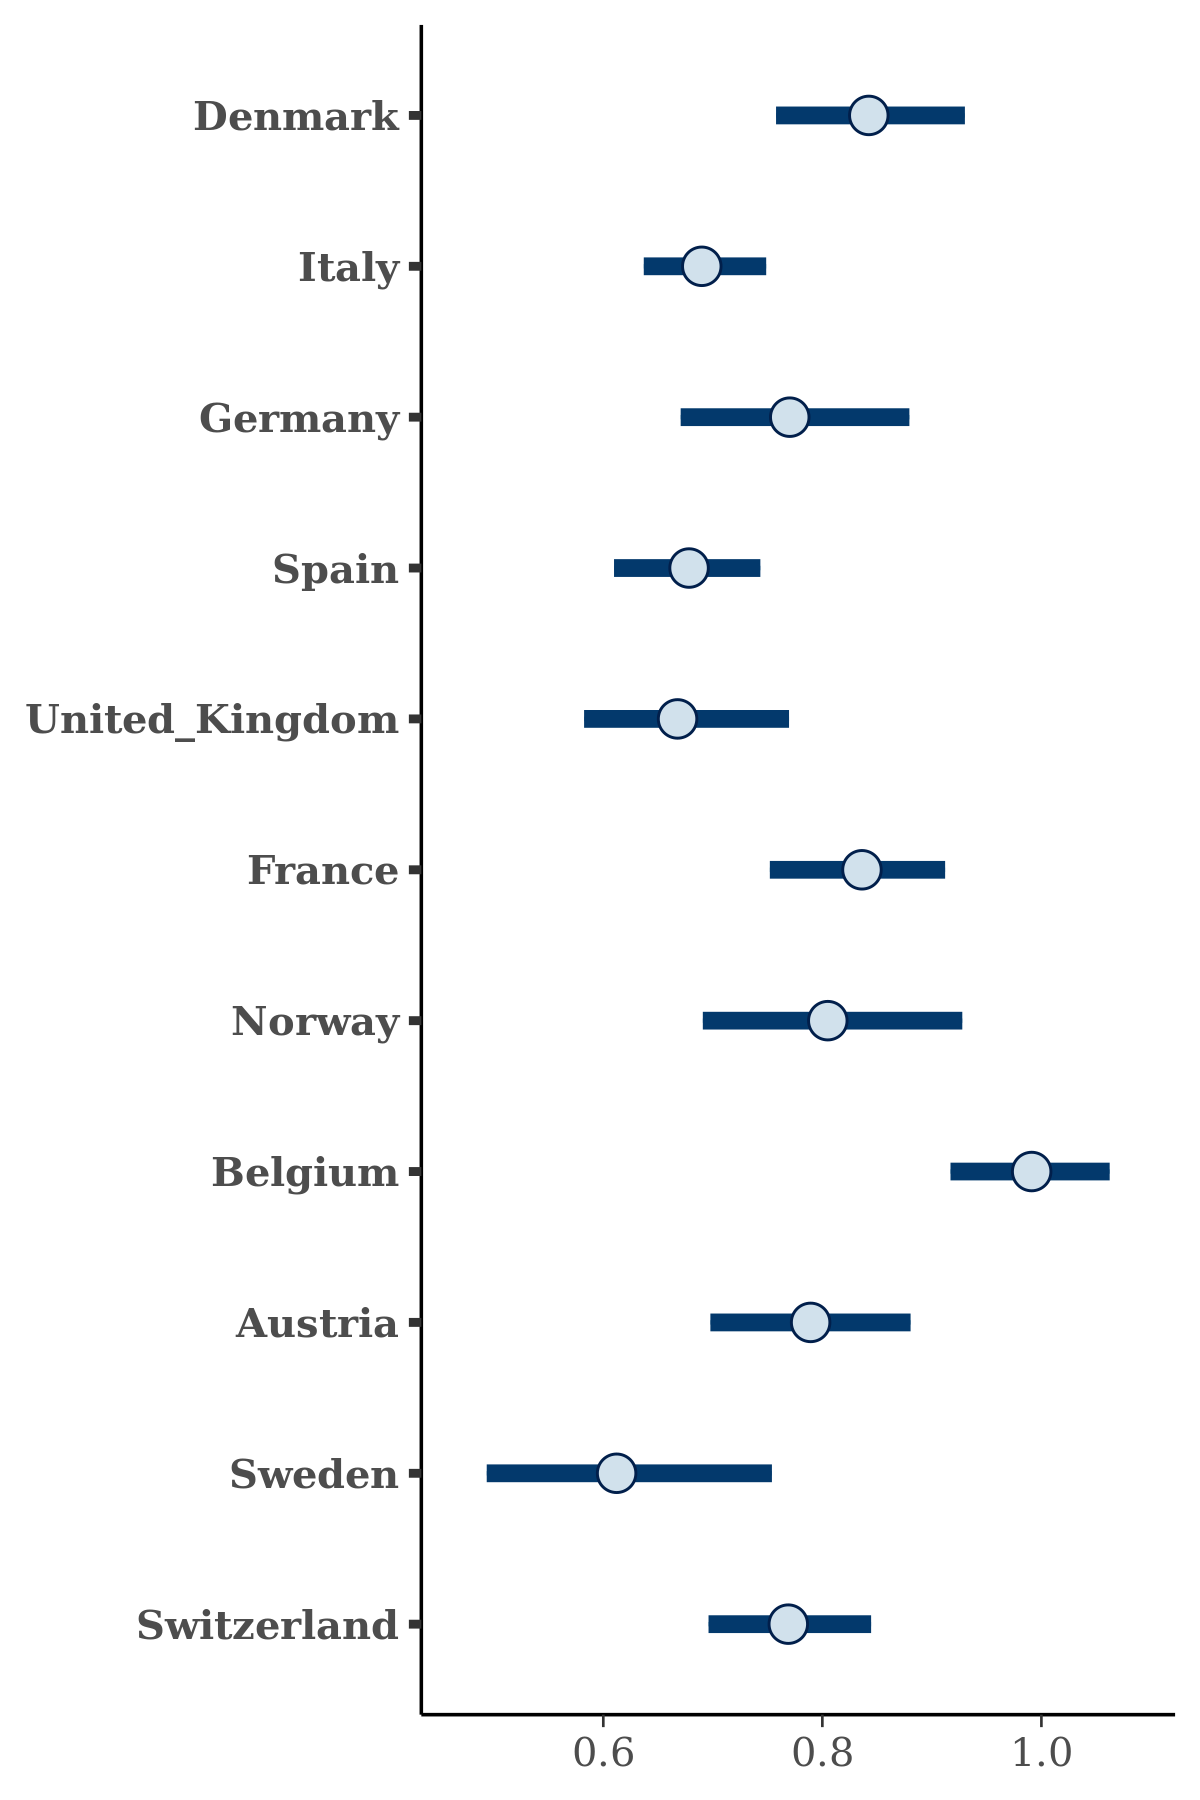 Denmark
Italy
Germany
Spain
United_Kingdom
France
Norway
Belgium
Austria
Sweden
Switzerland
0.6 0.8 1.0